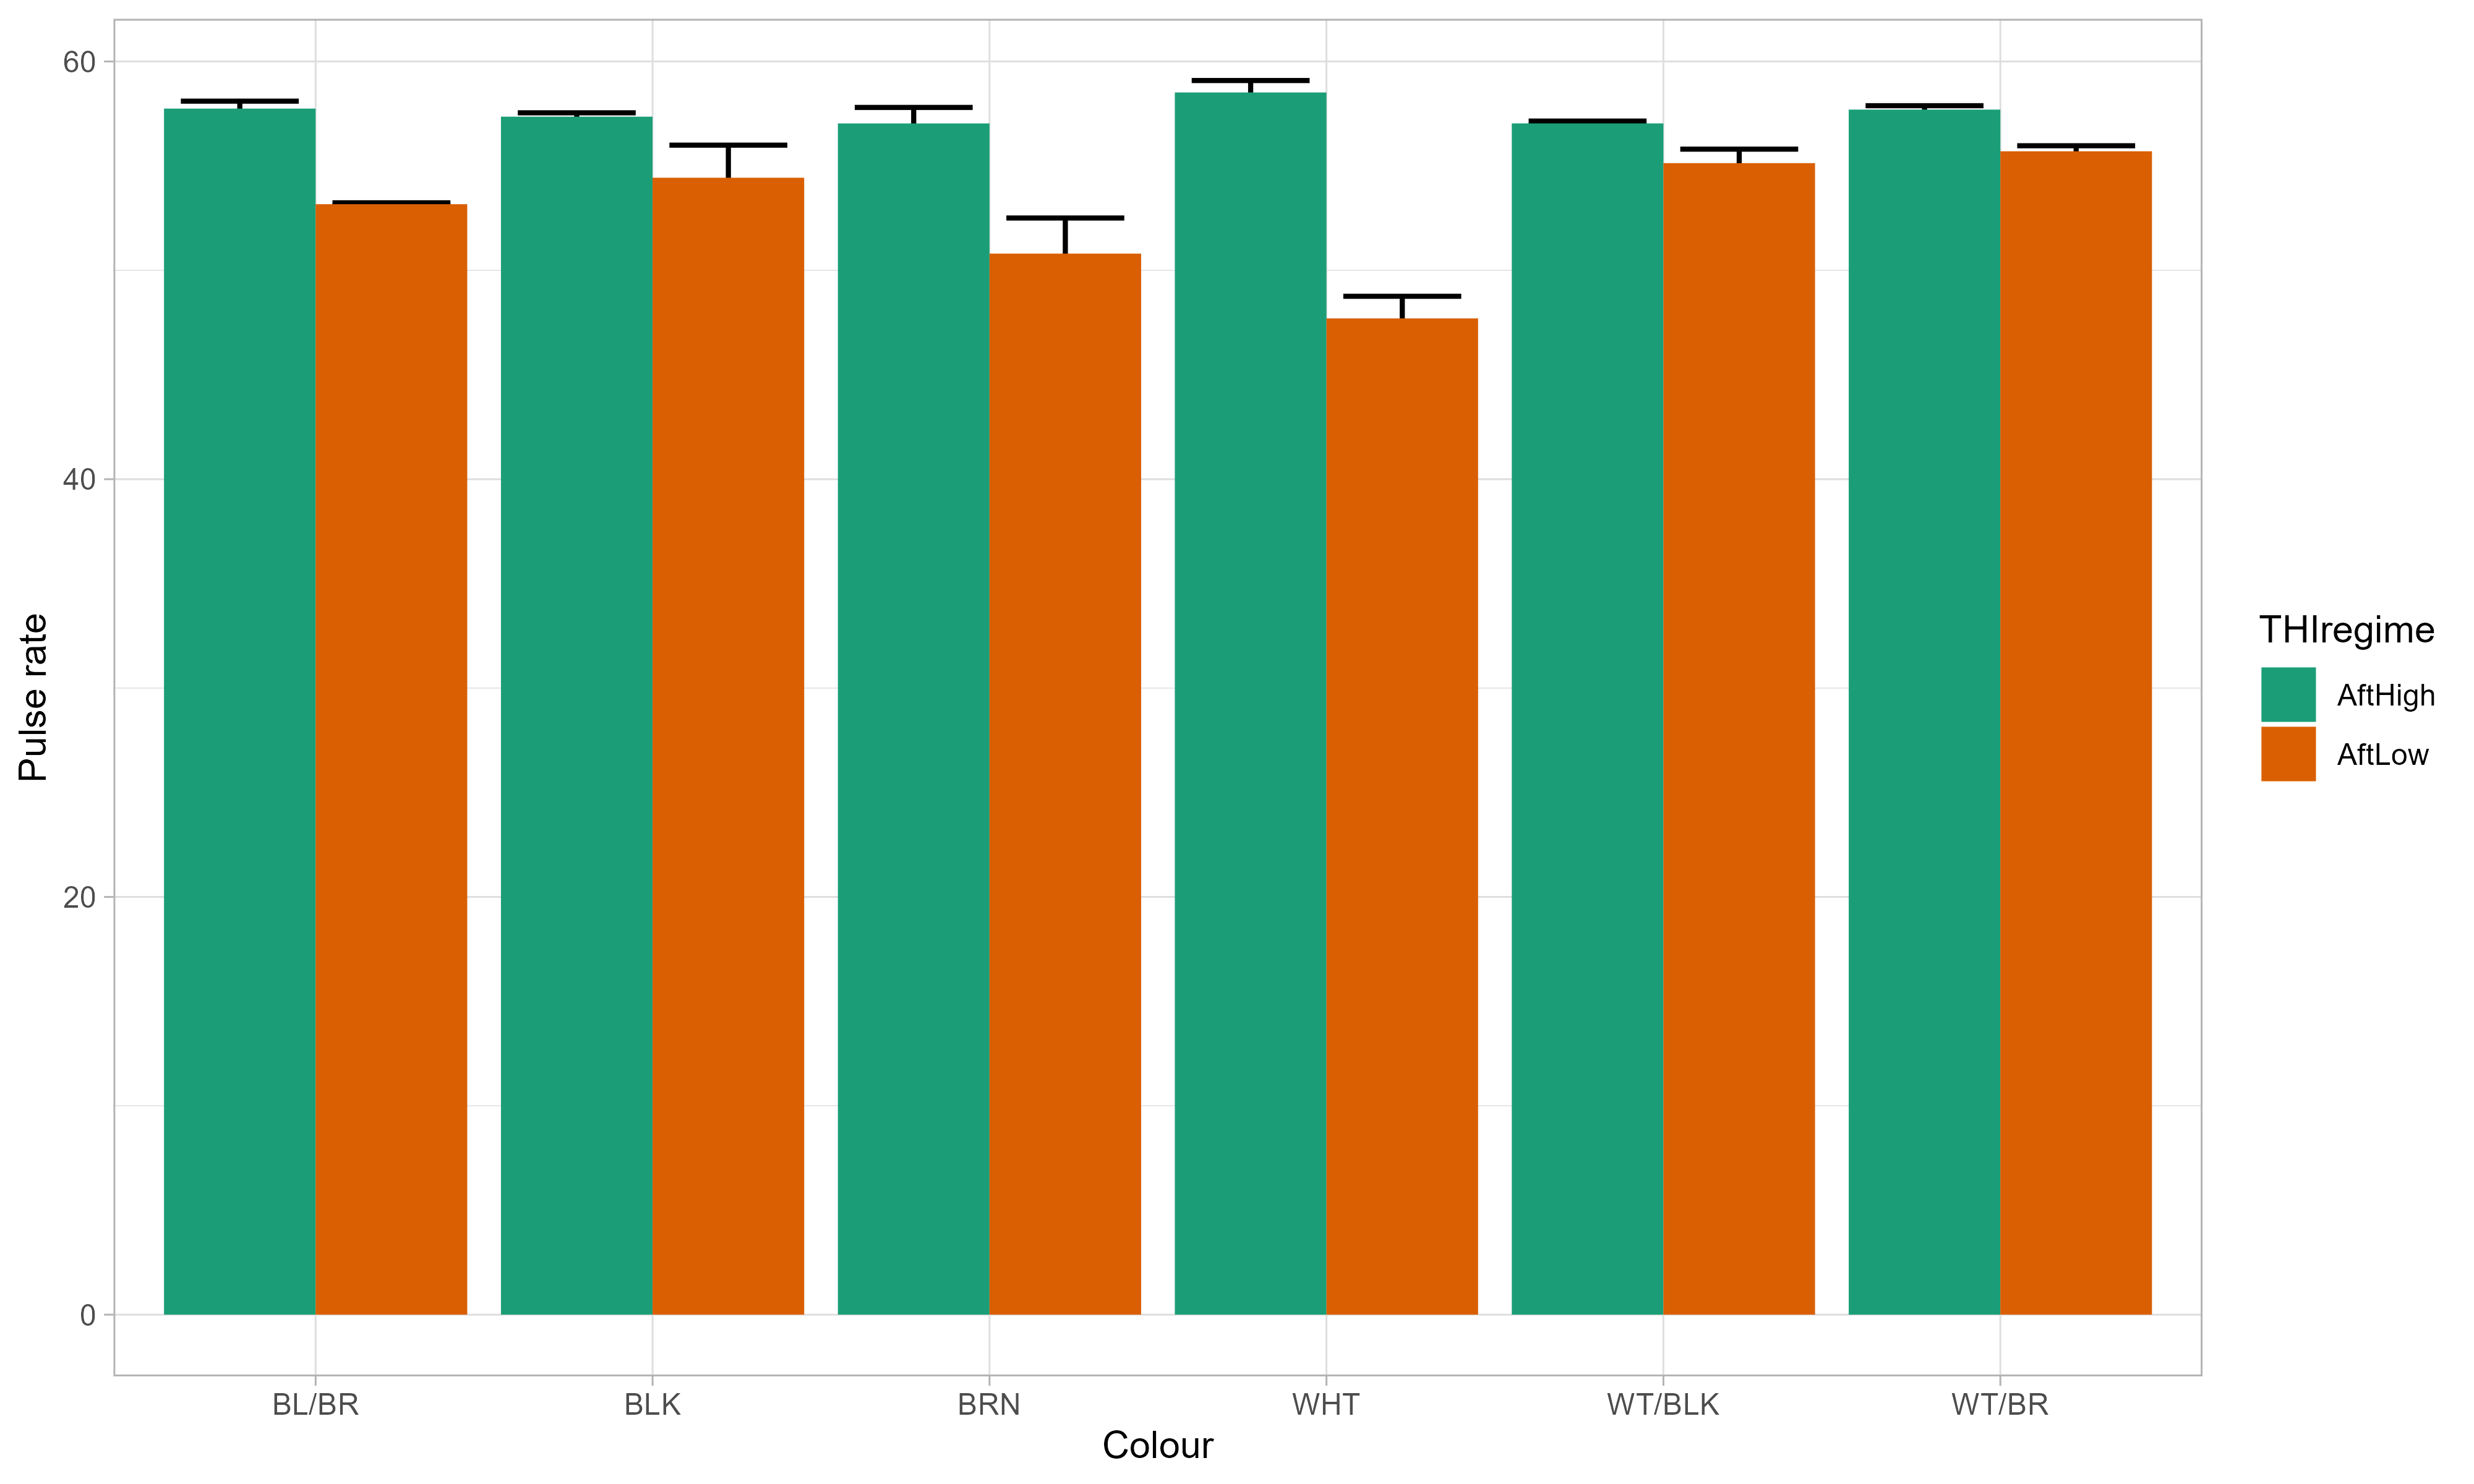 60
40
20
0
Pulse rate
BL/BR BLK BRN WHT WT/BLK WT/BR
Colour
THIregime
AftHigh
AftLow